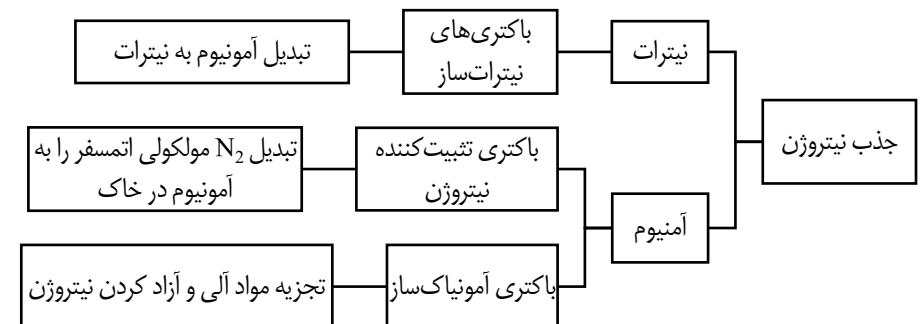 جذب نیتروژن
نیترات
باکتری‌های
نیترات‌ساز
تبدیل آمونیوم به نیترات
آمنیوم
باکتری تثبیت‌کننده
نیتروژن
تبدیل N₂ مولکولی اتمسفر را به
آمونیوم در خاک
باکتری آمونیاک‌ساز
تجزیه مواد آلی و آزاد کردن نیتروژن